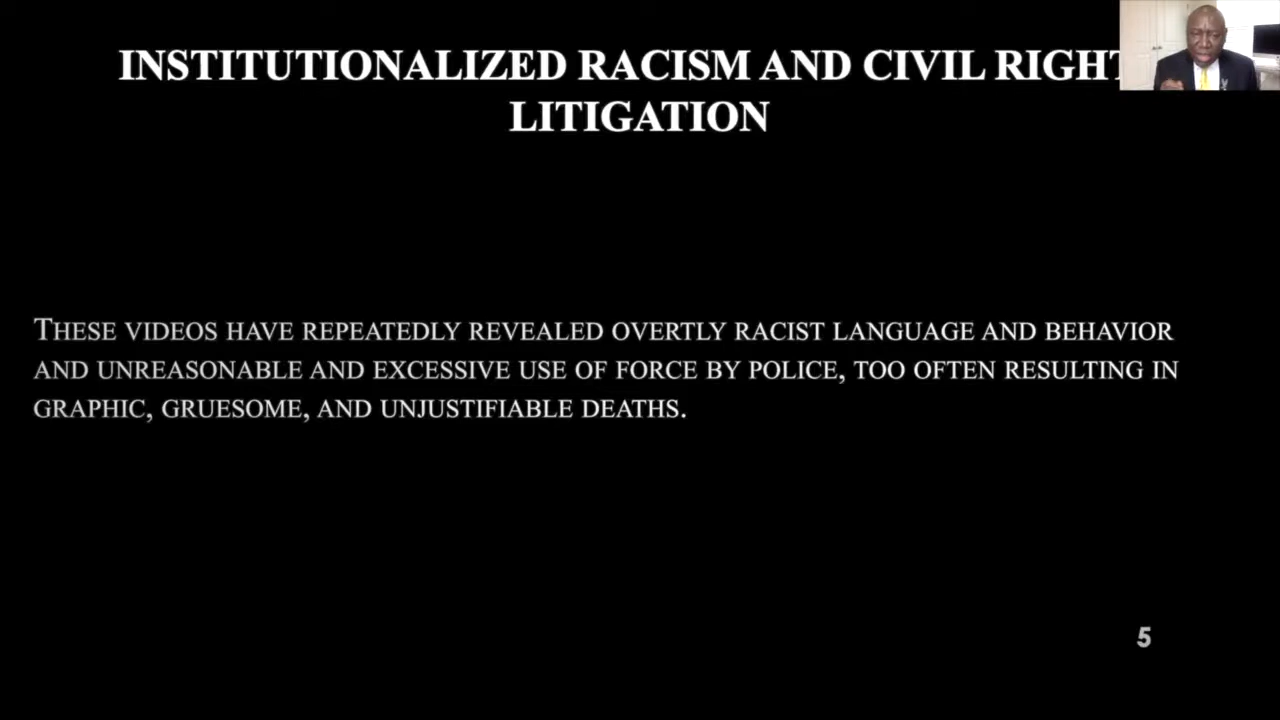 INSTITUTIONALIZED RACISM AND CIVIL RIGHT
LITIGATION
THESE VIDEOS HAVE REPEATEDLY REVEALED OVERTLY RACIST LANGUAGE AND BEHAVIOR
AND UNREASONABLE AND EXCESSIVE USE OF FORCE BY POLICE, TOO OFTEN RESULTING IN
GRAPHIC, GRUESOME, AND UNJUSTIFIABLE DEATHS.
5